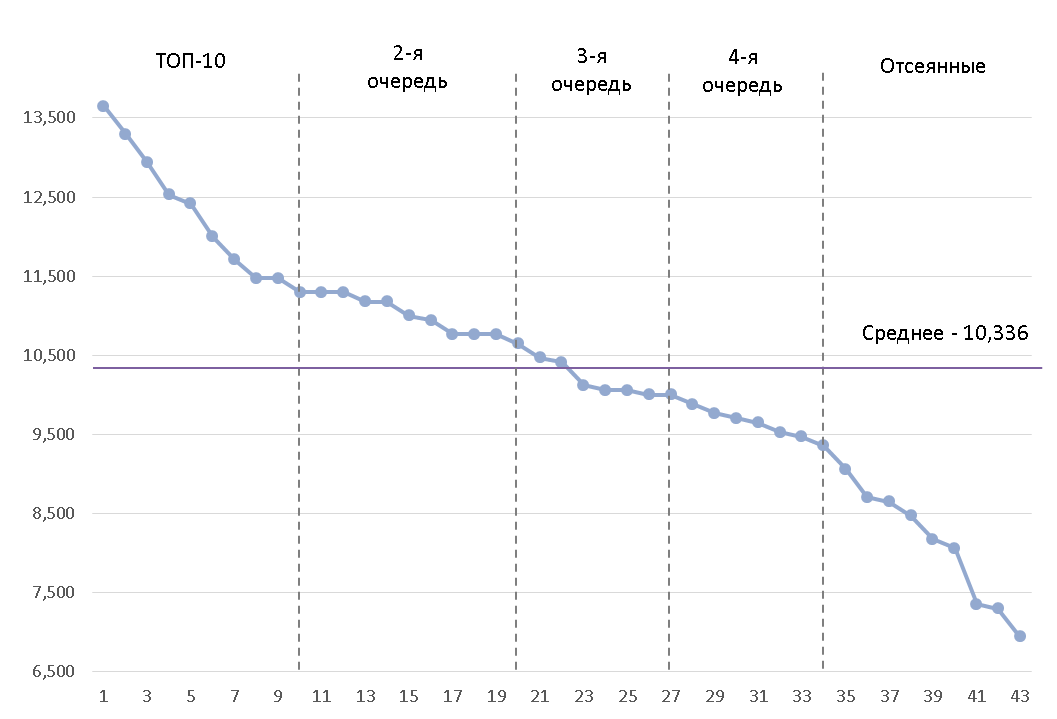 ТОП-10
2-я
очередь
3-я
очередь
4-я
очередь
Отсеянные
13,500
12,500
11,500
10,500
9,500
8,500
7,500
6,500
Среднее - 10,336
1 3 5 7 9 11 13 15 17 19 21 23 25 27 29 31 33 35 37 39 41 43